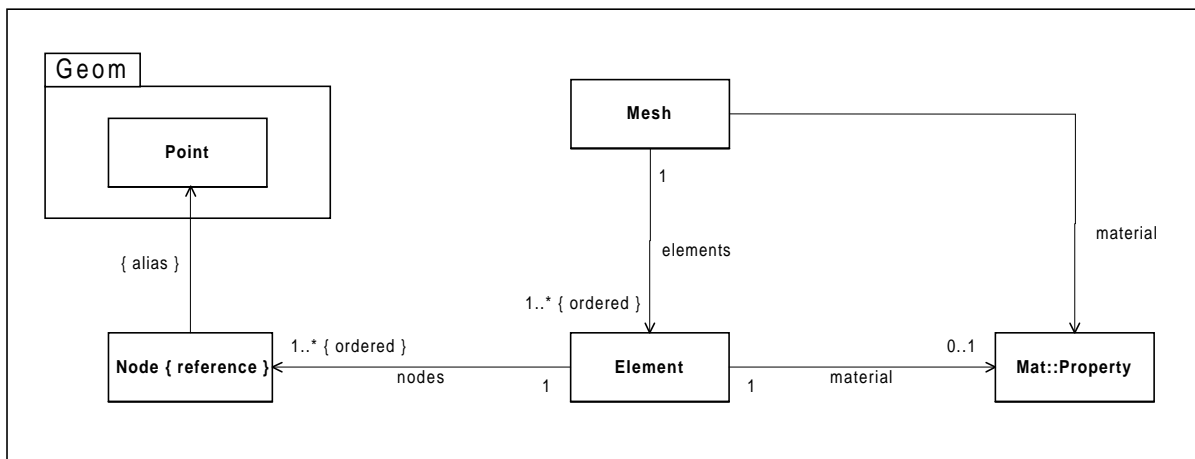 Geom
Mesh
Point
1
material
elements
{ alias }
1..* { ordered }
1..* { ordered }
0..1
Node { reference }
Element
Mat::Property
nodes
1
1
material